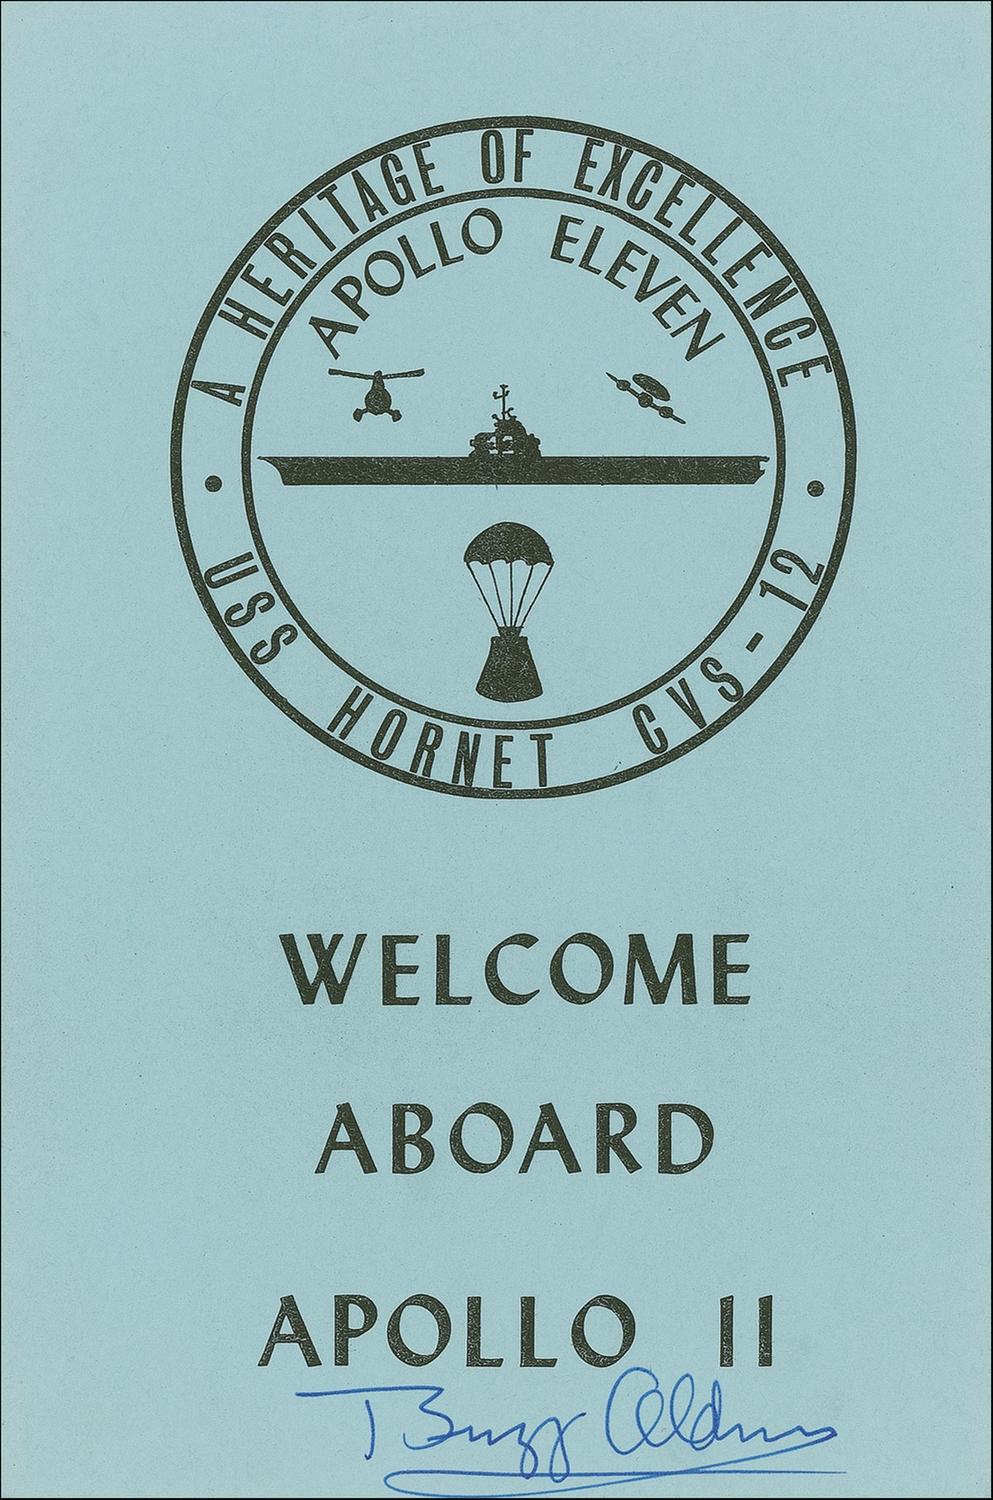 A HERITAGE OF EXCELLENCE
APOLLO ELEVEN
USS HORNET CVS-12
WELCOME
ABOARD
APOLLO 11
Buzz Aldrin